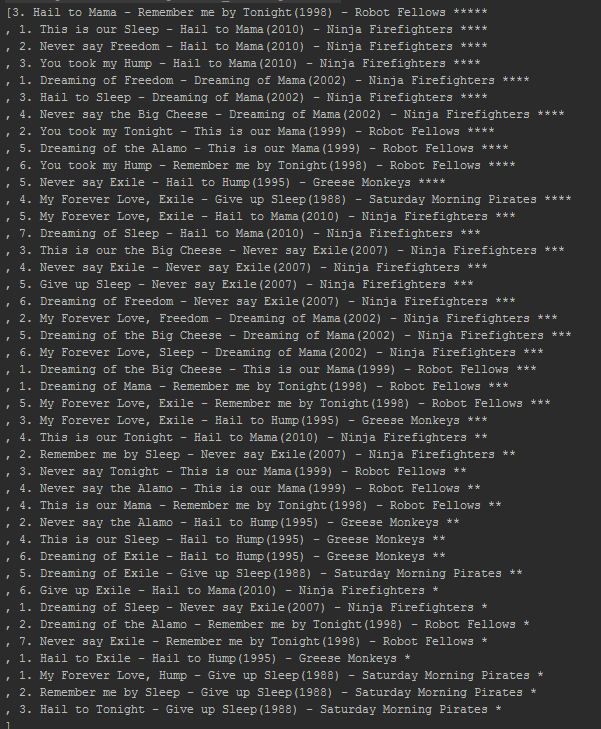 [3. Hail to Mama - Remember me by Tonight(1998) - Robot Fellows *****
, 1. This is our Sleep - Hail to Mama(2010) - Ninja Firefighters ****
, 2. Never say Freedom - Hail to Mama(2010) - Ninja Firefighters ****
, 3. You took my Hump - Hail to Mama(2010) - Ninja Firefighters ****
, 1. Dreaming of Freedom - Dreaming of Mama(2002) - Ninja Firefighters ****
, 3. Hail to Sleep - Dreaming of Mama(2002) - Ninja Firefighters ****
, 4. Never say the Big Cheese - Dreaming of Mama(2002) - Ninja Firefighters ****
, 2. You took my Tonight - This is our Mama(1999) - Robot Fellows ****
, 5. Dreaming of the Alamo - This is our Mama(1999) - Robot Fellows ****
, 6. You took my Hump - Remember me by Tonight(1998) - Robot Fellows ****
, 5. Never say Exile - Hail to Hump(1995) - Greese Monkeys ****
, 4. My Forever Love, Exile - Give up Sleep(1988) - Saturday Morning Pirates ****
, 5. My Forever Love, Exile - Hail to Mama(2010) - Ninja Firefighters ***
, 7. Dreaming of Sleep - Hail to Mama(2010) - Ninja Firefighters ***
, 3. This is our the Big Cheese - Never say Exile(2007) - Ninja Firefighters ***
, 4. Never say Exile - Never say Exile(2007) - Ninja Firefighters ***
, 5. Give up Sleep - Never say Exile(2007) - Ninja Firefighters ***
, 6. Dreaming of Freedom - Never say Exile(2007) - Ninja Firefighters ***
, 2. My Forever Love, Freedom - Dreaming of Mama(2002) - Ninja Firefighters ***
, 5. Dreaming of the Big Cheese - Dreaming of Mama(2002) - Ninja Firefighters ***
, 6. My Forever Love, Sleep - Dreaming of Mama(2002) - Ninja Firefighters ***
, 1. Dreaming of the Big Cheese - This is our Mama(1999) - Robot Fellows ***
, 1. Dreaming of Mama - Remember me by Tonight(1998) - Robot Fellows ***
, 5. My Forever Love, Exile - Remember me by Tonight(1998) - Robot Fellows ***
, 3. My Forever Love, Exile - Hail to Hump(1995) - Greese Monkeys ***
, 4. This is our Tonight - Hail to Mama(2010) - Ninja Firefighters **
, 2. Remember me by Sleep - Never say Exile(2007) - Ninja Firefighters **
, 3. Never say Tonight - This is our Mama(1999) - Robot Fellows **
, 4. Never say the Alamo - This is our Mama(1999) - Robot Fellows **
, 4. This is our Mama - Remember me by Tonight(1998) - Robot Fellows **
, 2. Never say the Alamo - Hail to Hump(1995) - Greese Monkeys **
, 4. This is our Sleep - Hail to Hump(1995) - Greese Monkeys **
, 6. Dreaming of Exile - Hail to Hump(1995) - Greese Monkeys **
, 5. Dreaming of Exile - Give up Sleep(1988) - Saturday Morning Pirates **
, 6. Give up Exile - Hail to Mama(2010) - Ninja Firefighters *
, 1. Dreaming of Sleep - Never say Exile(2007) - Ninja Firefighters *
, 2. Dreaming of the Alamo - Remember me by Tonight(1998) - Robot Fellows *
, 7. Never say Exile - Remember me by Tonight(1998) - Robot Fellows *
, 1. Hail to Exile - Hail to Hump(1995) - Greese Monkeys *
, 1. My Forever Love, Hump - Give up Sleep(1988) - Saturday Morning Pirates *
, 2. Remember me by Sleep - Give up Sleep(1988) - Saturday Morning Pirates *
, 3. Hail to Tonight - Give up Sleep(1988) - Saturday Morning Pirates *
]